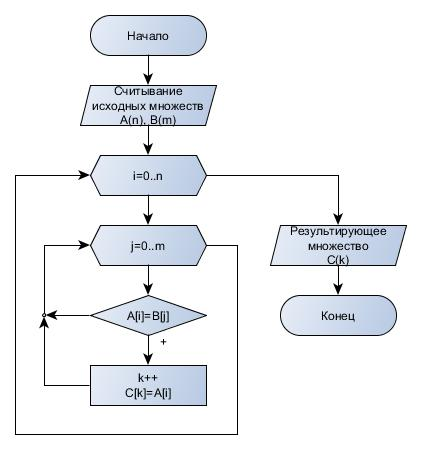 Начало
Считывание
исходных множеств
A(n), B(m)
i=0..n
j=0..m
Результирующее
множество
C(k)
A[i]=B[j]
Конец
+
k++
C[k]=A[i]